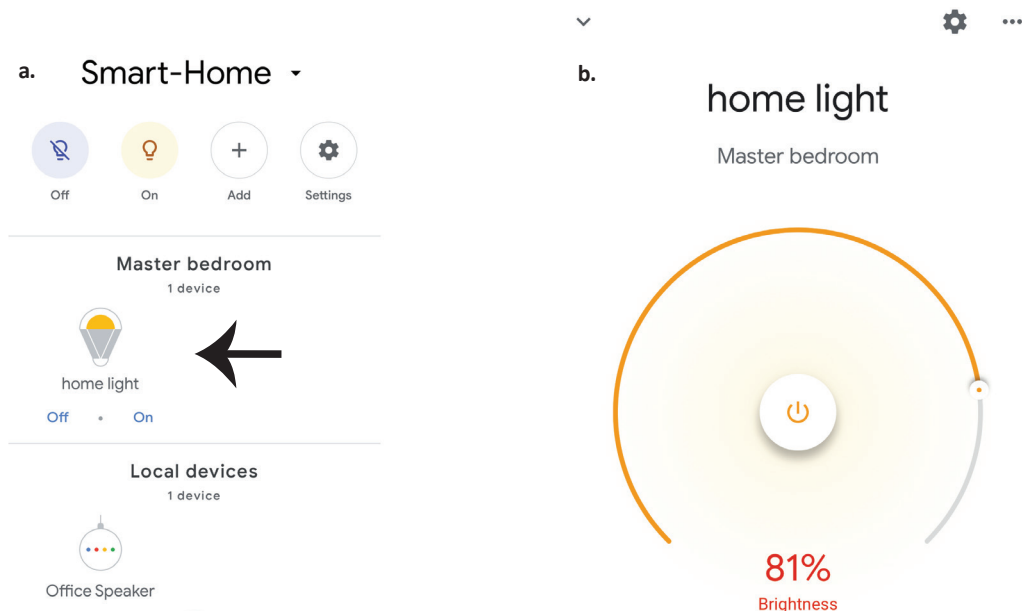 a.
Smart-Home
Off
On
Add
Settings
Master bedroom
1 device
home light
Off • On
Local devices
1 device
Office Speaker
b.
home light
Master bedroom
81%
Brightness